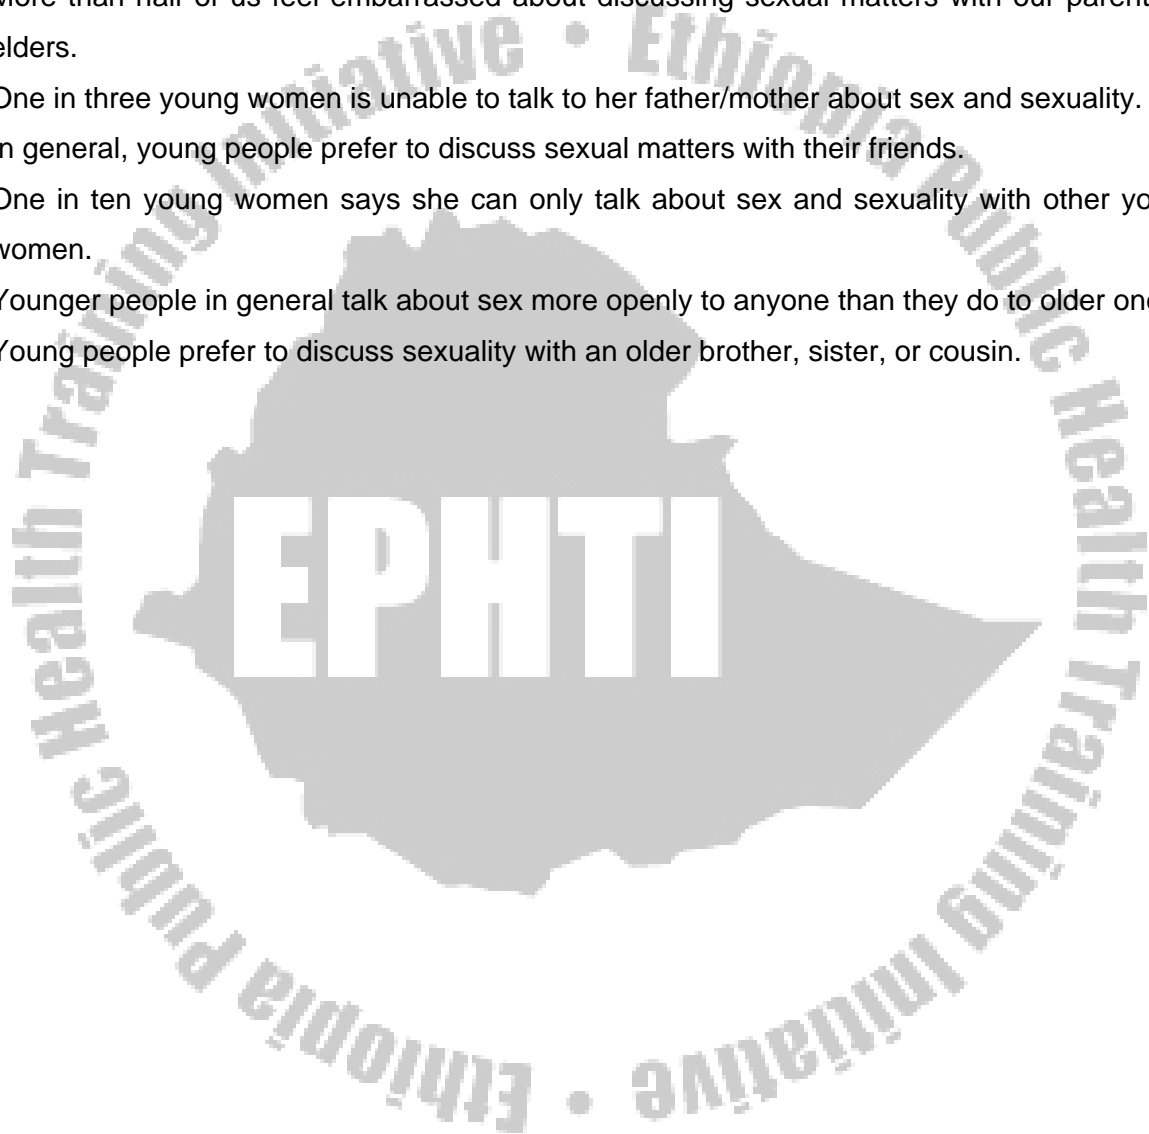 More than half of us feel embarrassed about discussing sexual matters with our parent
elders.
One in three young women is unable to talk to her father/mother about sex and sexuality.
In general, young people prefer to discuss sexual matters with their friends.
One in ten young women says she can only talk about sex and sexuality with other yo
women.
Younger people in general talk about sex more openly to anyone than they do to older one
Young people prefer to discuss sexuality with an older brother, sister, or cousin.
EPHTI
Ethiopia Public Health Training Initiative • Ethiopia Public Health Training Initiative •